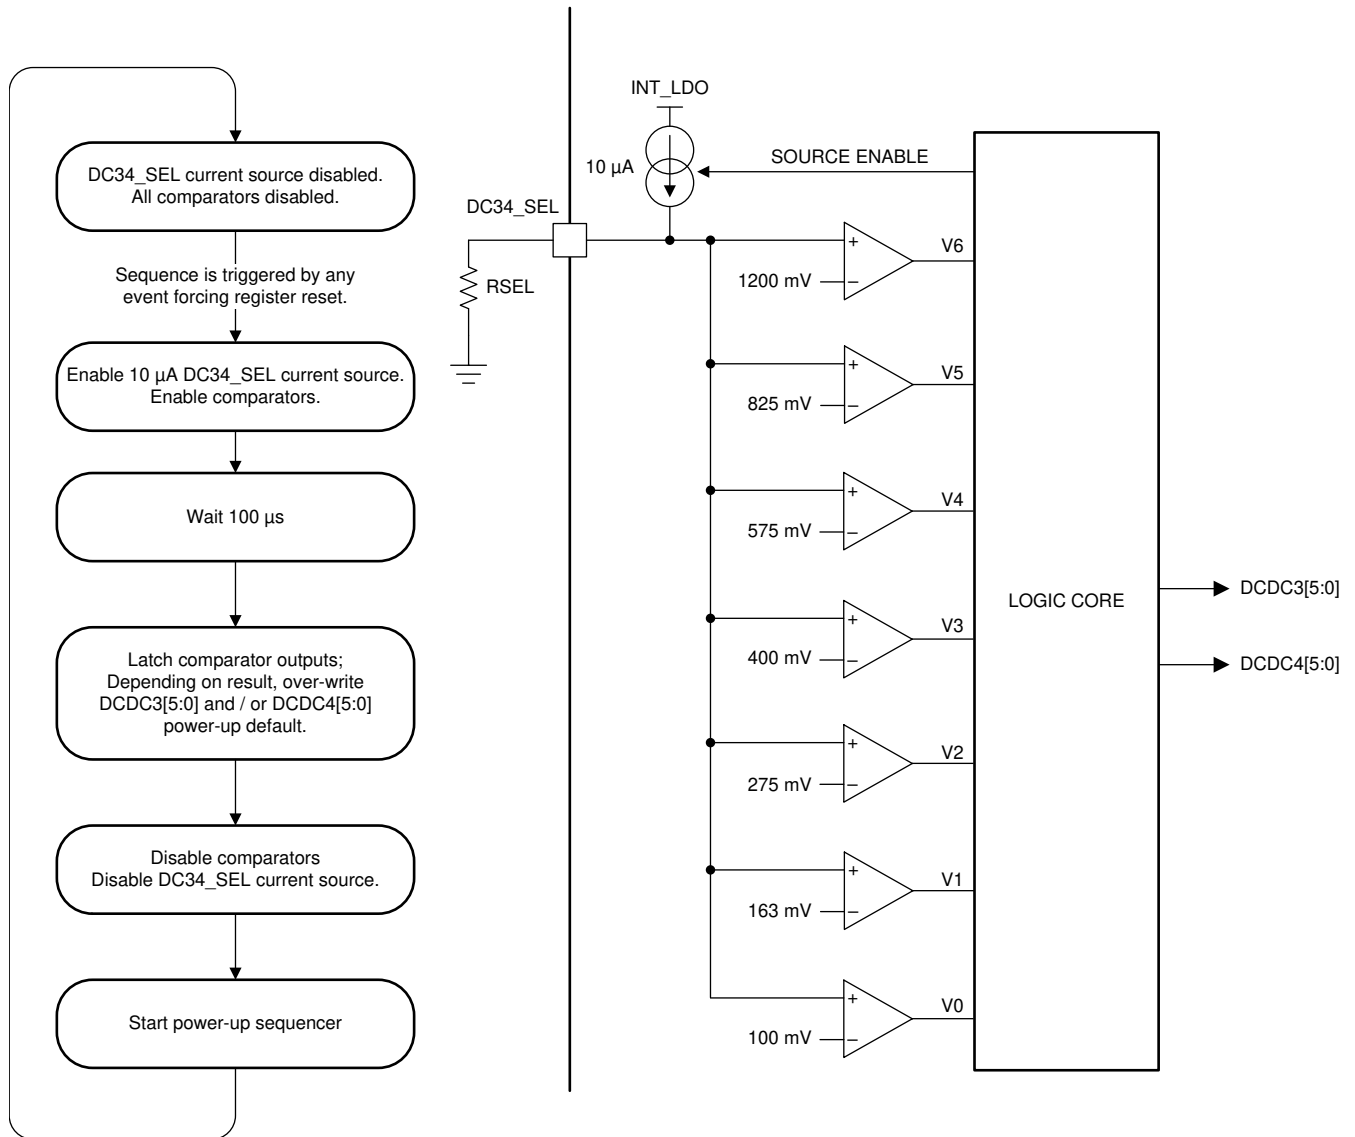 DC34_SEL current source disabled.
All comparators disabled.
Sequence is triggered by any
event forcing register reset.
Enable 10 µA DC34_SEL current source.
Enable comparators.
Wait 100 µs
Latch comparator outputs;
Depending on result, over-write
DCDC3[5:0] and / or DCDC4[5:0]
power-up default.
Disable comparators
Disable DC34_SEL current source.
Start power-up sequencer
INT_LDO
10 µA
SOURCE ENABLE
DC34_SEL
RSEL
+
1200 mV
–
V6
+
825 mV
–
V5
+
575 mV
–
V4
+
400 mV
–
V3
+
275 mV
–
V2
+
163 mV
–
V1
+
100 mV
–
V0
LOGIC CORE
DCDC3[5:0]
DCDC4[5:0]